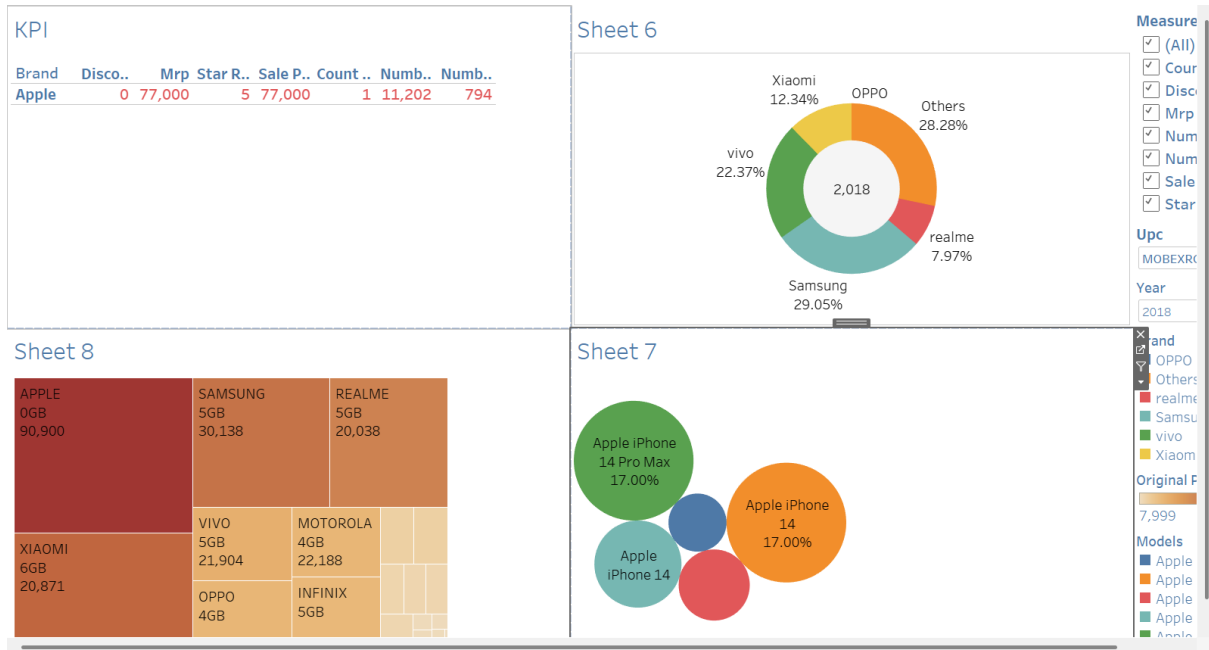 KPI
Brand Disco.. Mrp Star R.. Sale P.. Count .. Numb.. Numb..
Apple 0 77,000 5 77,000 1 11,202 794
Sheet 6
Xiaomi
12.34%
OPPO
Others
28.28%
vivo
22.37%
2,018
realme
7.97%
Samsung
29.05%
Measure
(All)
Cour
Disc
Mrp
Num
Num
Sale
Star
Upc
MOBEXR
Year
2018
Sheet 8
APPLE
0GB
90,900
SAMSUNG
5GB
30,138
REALME
5GB
20,038
XIAOMI
6GB
20,871
VIVO
5GB
21,904
MOTOROLA
4GB
22,188
OPPO
4GB
INFINIX
5GB
Sheet 7
Apple iPhone
14 Pro Max
17.00%
Apple iPhone
14
17.00%
Apple
iPhone 14
rand
OPPO
Others
realme
Samsu
vivo
Xiaom
Original P
7,999
Models
Apple
Apple
Apple
Apple
Apple